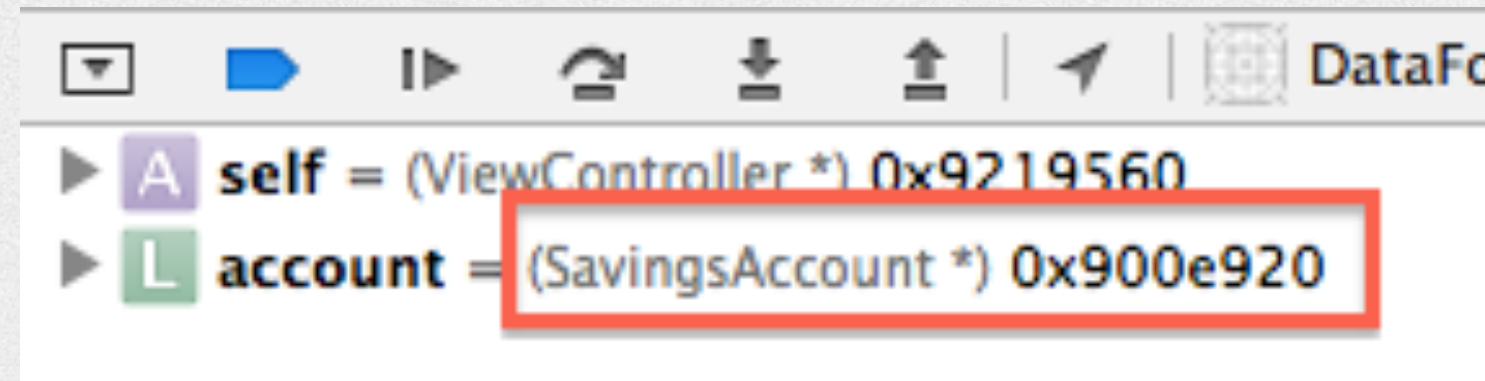 DataFo
A self = (ViewController *) 0x9219560
L account = (SavingsAccount *) 0x900e920